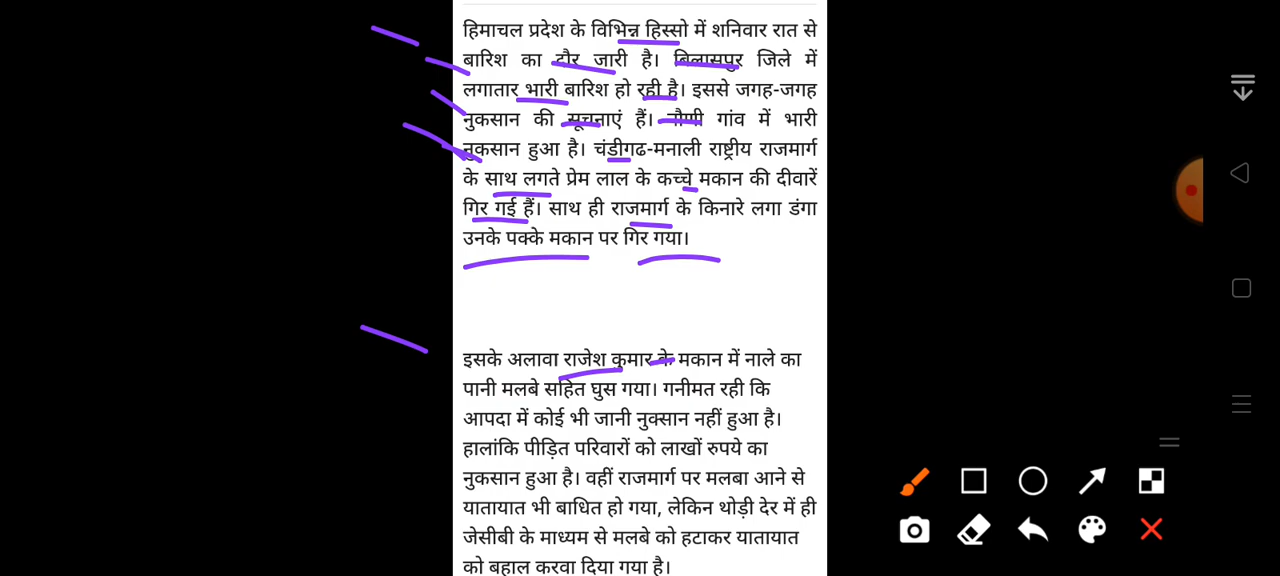 हिमाचल प्रदेश के विभिन्न हिस्सो में शनिवार रात से
बारिश का दौर जारी है। बिलासपुर जिले में
लगातार भारी बारिश हो रही है। इससे जगह-जगह
नुकसान की सूचनाएं हैं। नौणी गांव में भारी
नुकसान हुआ है। चंडीगढ-मनाली राष्ट्रीय राजमार्ग
के साथ लगते प्रेम लाल के कच्चे मकान की दीवारें
गिर गई हैं। साथ ही राजमार्ग के किनारे लगा डंगा
उनके पक्के मकान पर गिर गया।
इसके अलावा राजेश कुमार के मकान में नाले का
पानी मलबे सहित घुस गया। गनीमत रही कि
आपदा में कोई भी जानी नुक्सान नहीं हुआ है।
हालांकि पीड़ित परिवारों को लाखों रुपये का
नुकसान हुआ है। वहीं राजमार्ग पर मलबा आने से
यातायात भी बाधित हो गया, लेकिन थोड़ी देर में ही
जेसीबी के माध्यम से मलबे को हटाकर यातायात
को बहाल करवा दिया गया है।